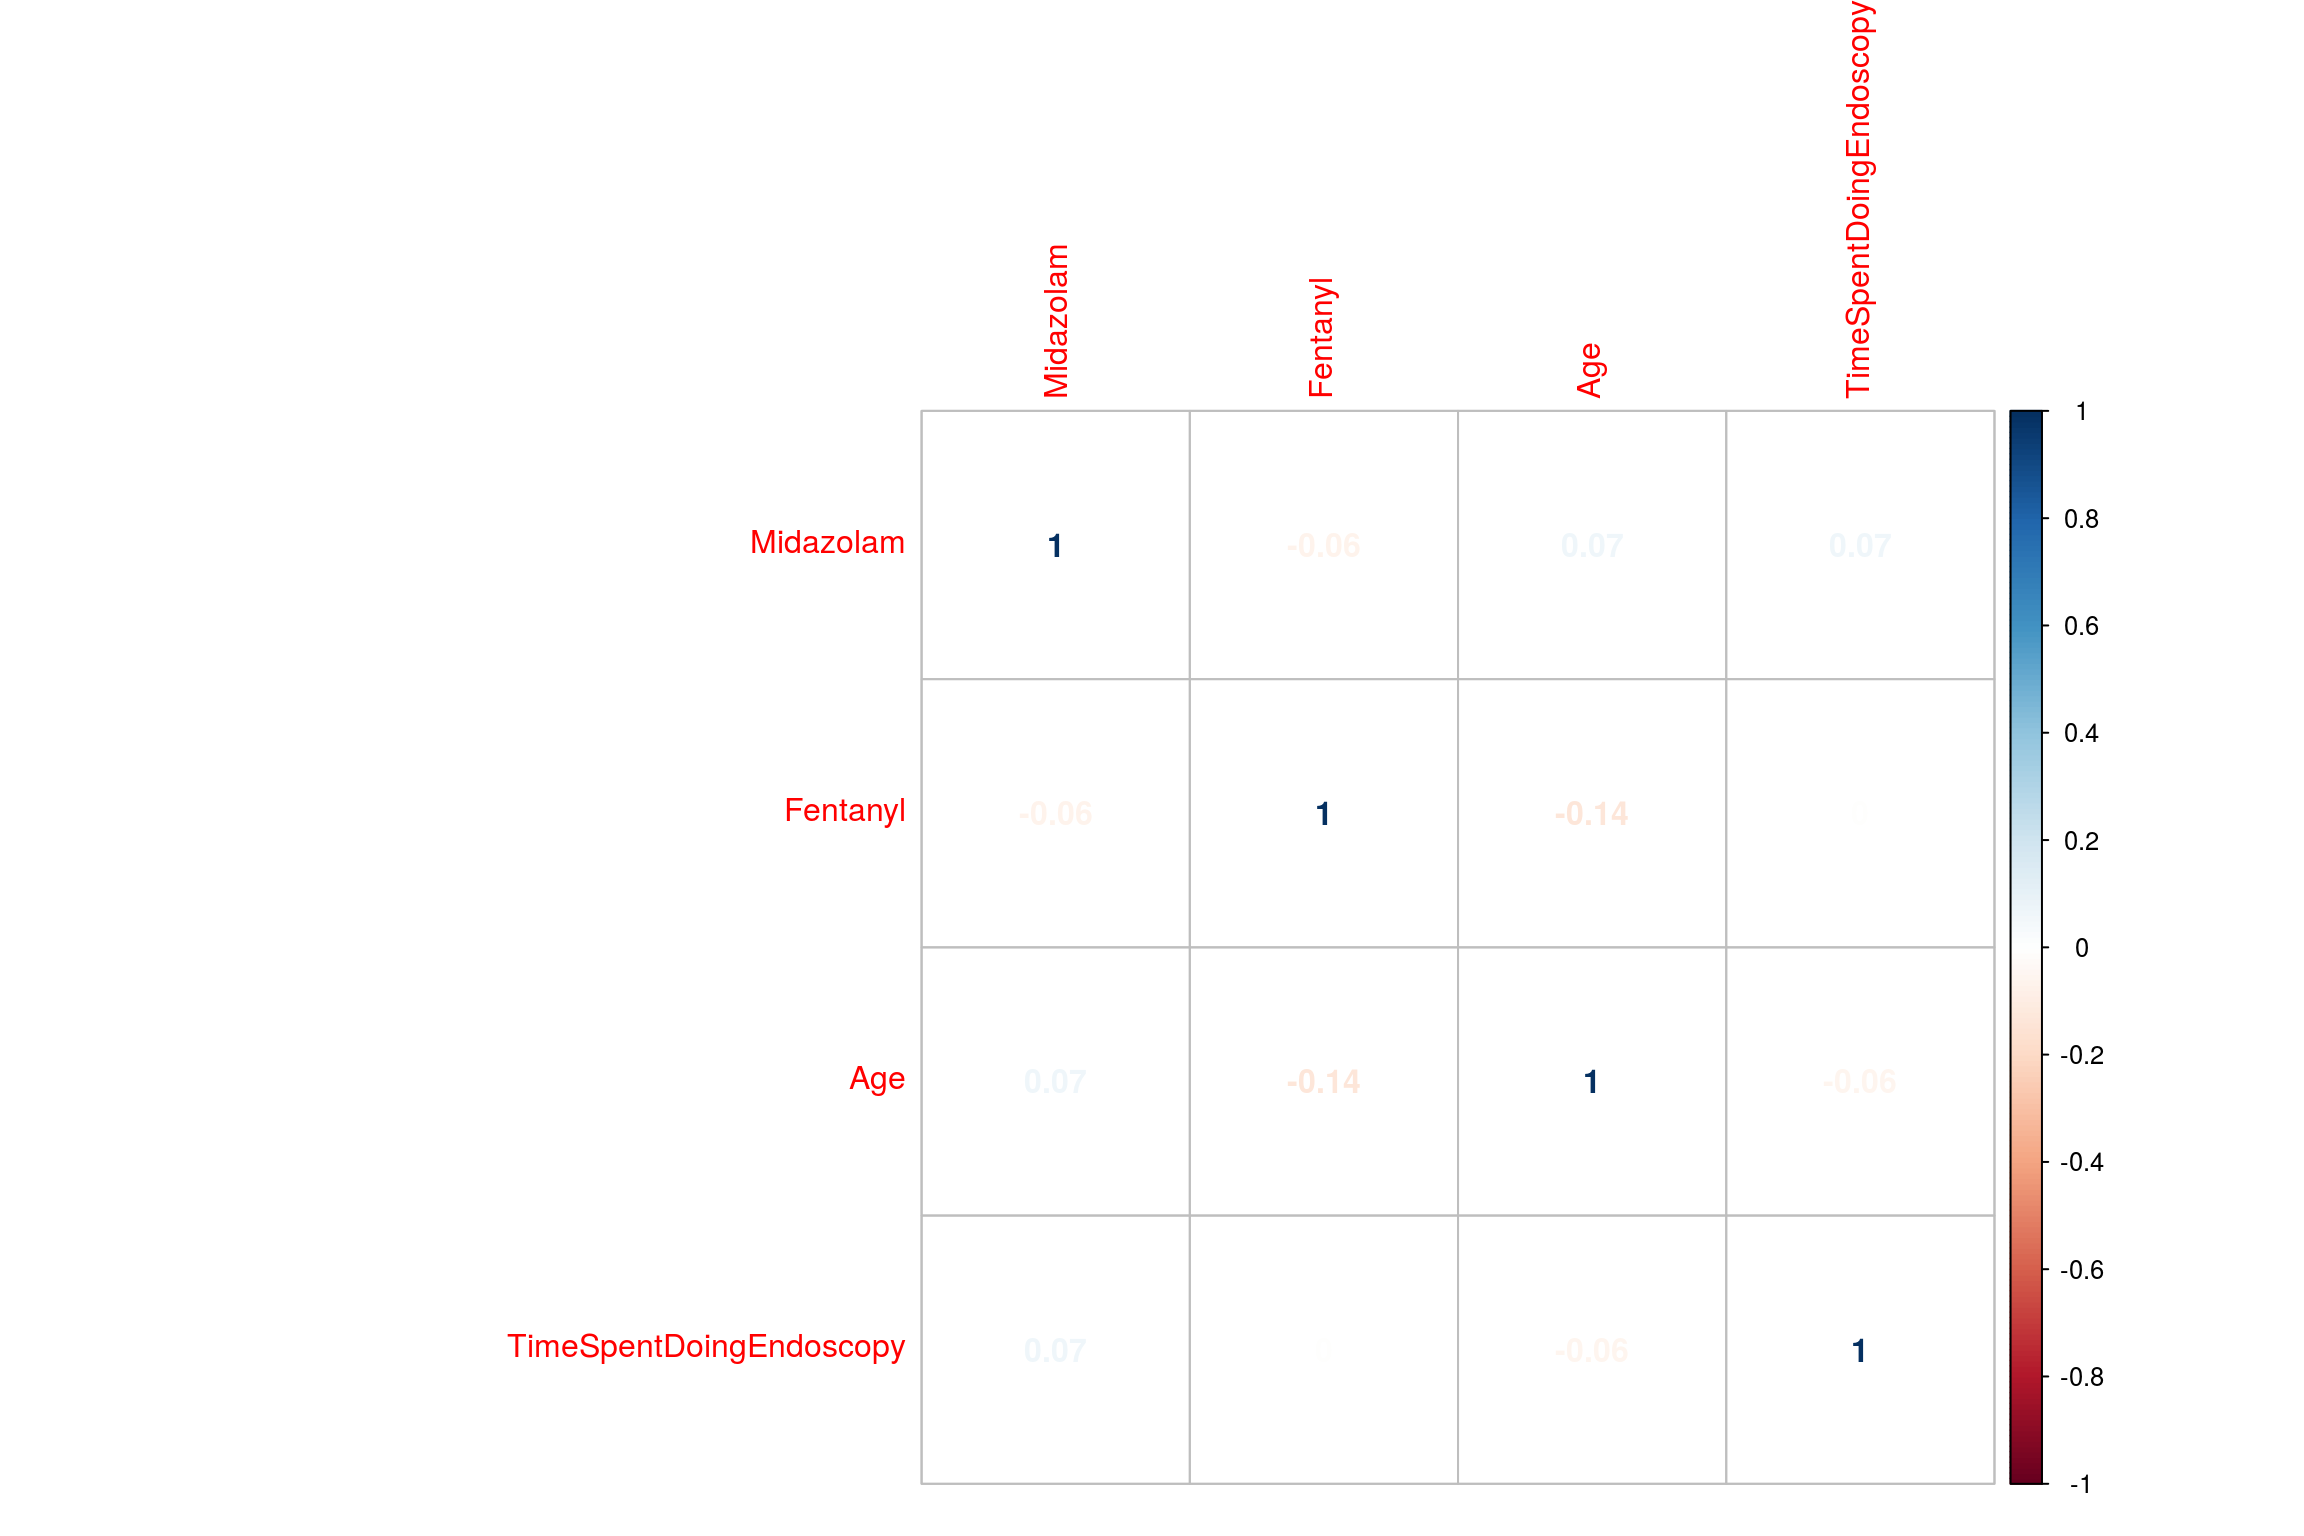 Midazolam
Fentanyl
Age
TimeSpentDoingEndoscopy
Midazolam 1 -0.06 0.07 0.07
Fentanyl -0.06 1 -0.14
Age 0.07 -0.14 1 -0.06
TimeSpentDoingEndoscopy 0.07 -0.06 1
1
0.8
0.6
0.4
0.2
0
-0.2
-0.4
-0.6
-0.8
-1